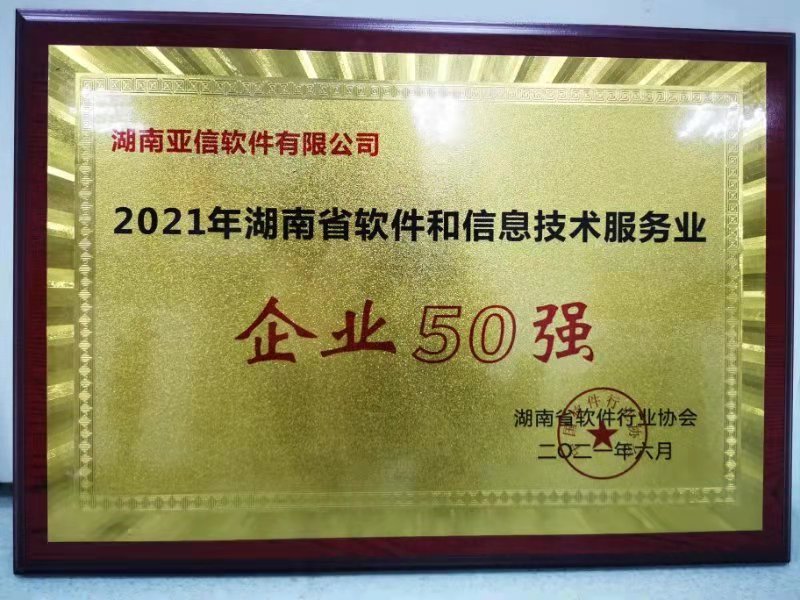 湖南亚信软件有限公司
2021年湖南省软件和信息技术服务业
企业50强
湖南省软件行业协会
二〇二一年六月